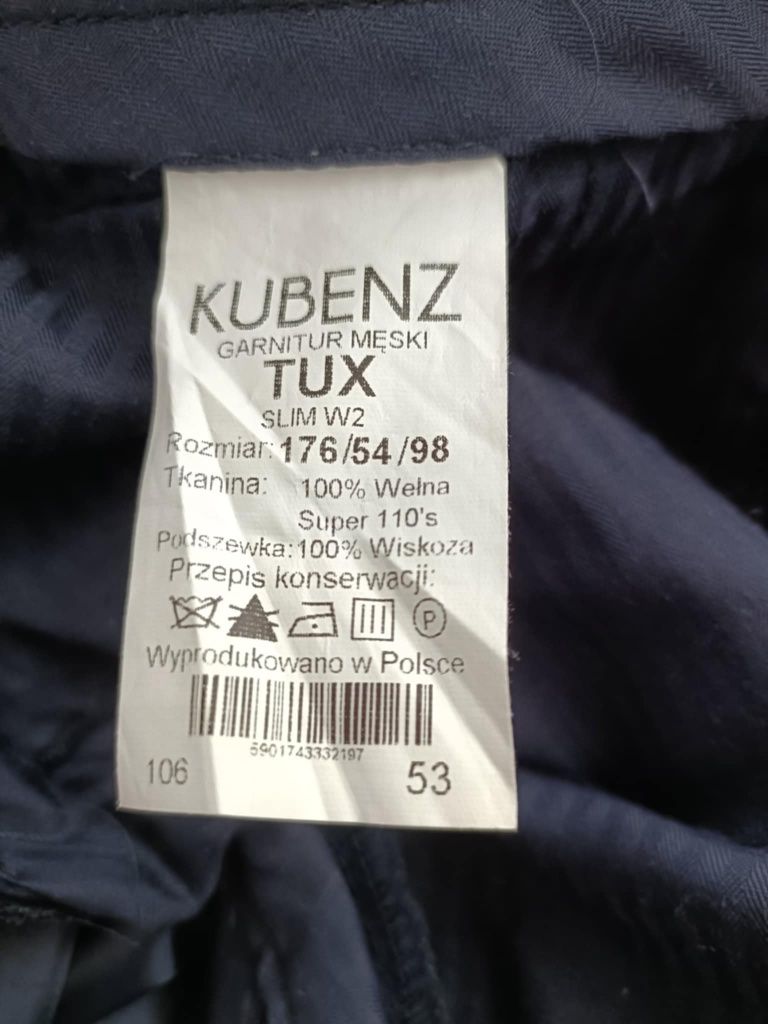 KUBENZ
GARNITUR MĘSKI
TUX
SLIM W2
Rozmiar: 176/54/98
Tkanina: 100% Wełna
Super 110's
Podszewka: 100% Wiskoza
Przepis konserwacji:
P
Wyprodukowano w Polsce
5901743332197
106 53